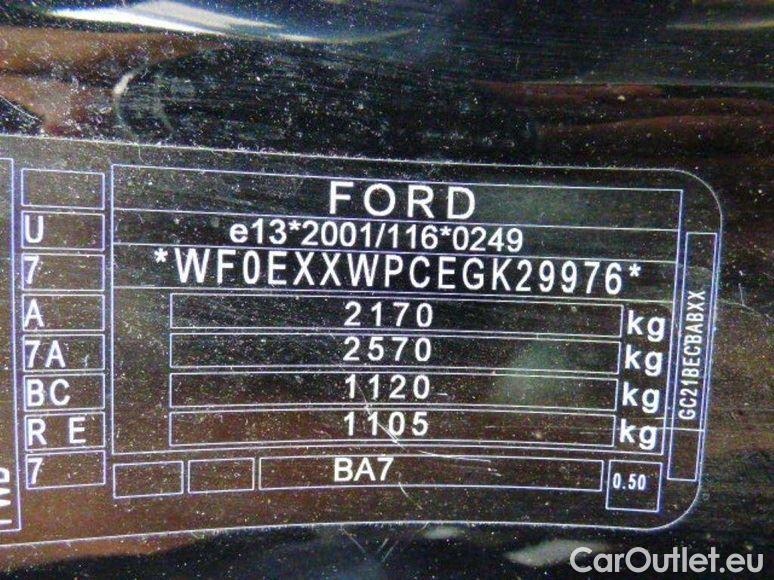 FORD
U e13*2001/116*0249
7 *WF0EXXWPCEGK29976*
A 2170 kg
7A 2570 kg
BC 1120 kg
R E 1105 kg
7 BA7 0.50
GC21BECBABXX
CarOutlet.eu